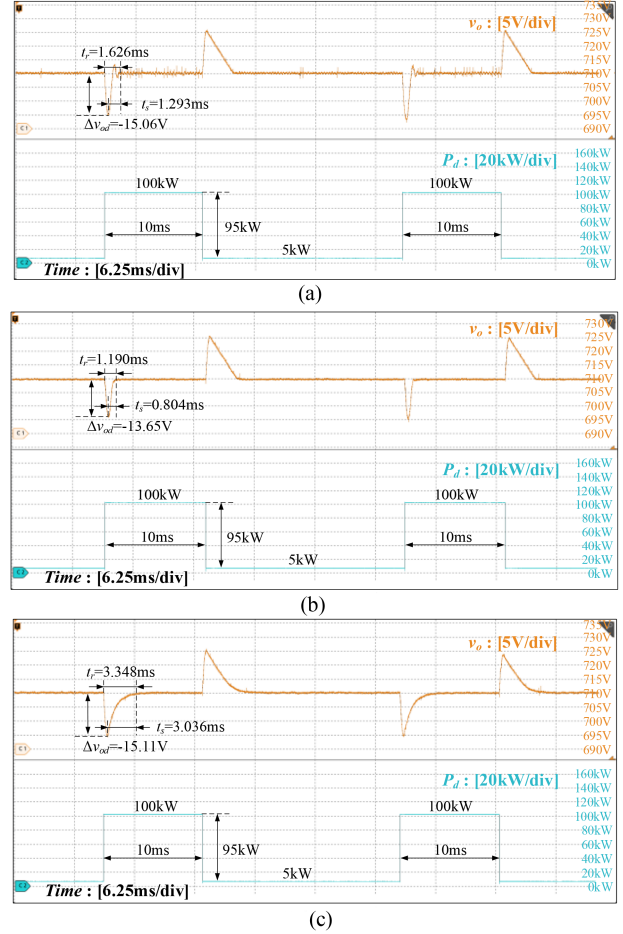 735V
730V
vo : [5V/div]
725V
tr=1.626ms
720V
715V
710V
705V
ts=1.293ms
700V
695V
Δvod=-15.06V
C1
690V
160kW
Pd : [20kW/div]
140kW
120kW
100kW
100kW
100kW
80kW
10ms
95kW
10ms
60kW
5kW
40kW
20kW
C2
0kW
Time : [6.25ms/div]
(a)
730V
vo : [5V/div]
725V
720V
tr=1.190ms
715V
710V
705V
ts=0.804ms
700V
695V
Δvod=-13.65V
C1
690V
160kW
Pd : [20kW/div]
140kW
120kW
100kW
100kW
100kW
80kW
10ms
95kW
10ms
60kW
5kW
40kW
20kW
C2
0kW
Time : [6.25ms/div]
(b)
735V
730V
vo : [5V/div]
725V
tr=3.348ms
720V
715V
710V
705V
700V
ts=3.036ms
695V
Δvod=-15.11V
C1
690V
160kW
Pd : [20kW/div]
140kW
120kW
100kW
100kW
100kW
80kW
10ms
95kW
10ms
60kW
40kW
5kW
20kW
C2
0kW
Time : [6.25ms/div]
(c)